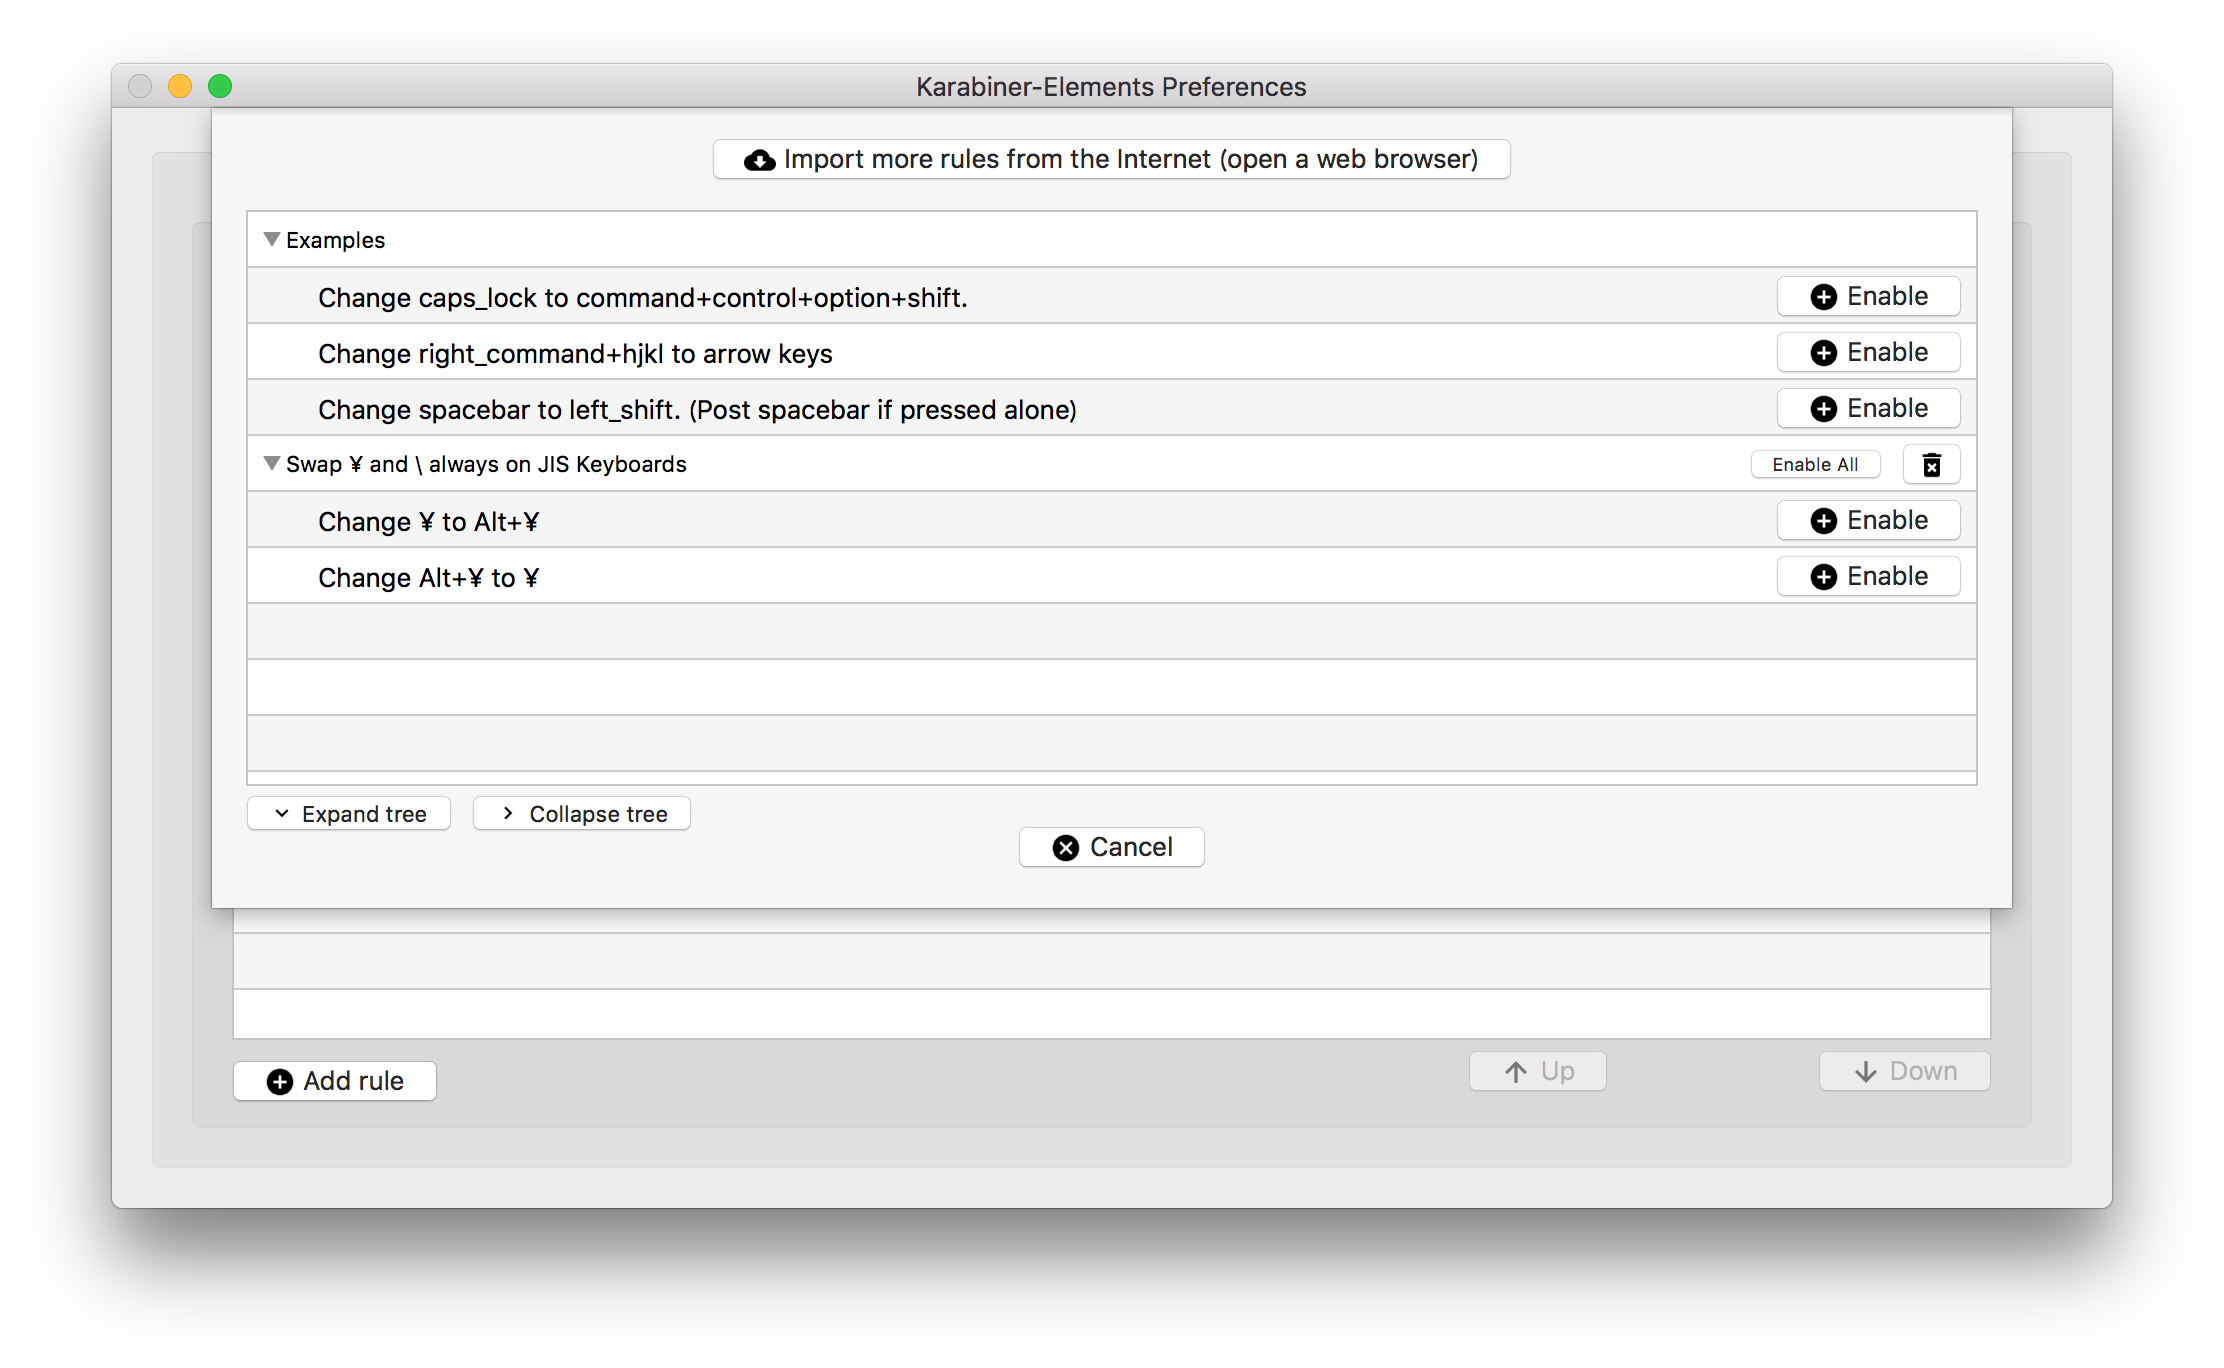 Karabiner-Elements Preferences
Import more rules from the Internet (open a web browser)
Examples
Change caps_lock to command+control+option+shift.
Enable
Change right_command+hjkl to arrow keys
Enable
Change spacebar to left_shift. (Post spacebar if pressed alone)
Enable
Swap ¥ and \ always on JIS Keyboards
Enable All
Change ¥ to Alt+¥
Enable
Change Alt+¥ to ¥
Enable
Expand tree
Collapse tree
Cancel
Add rule
Up
Down